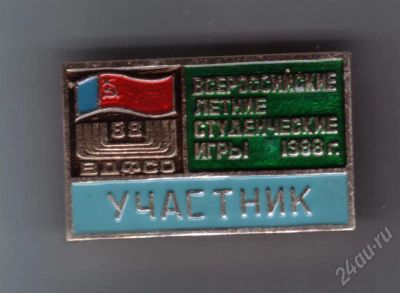 88
ВДФСО
ВСЕРОССИЙСКИЕ
ЛЕТНИЕ
СТУДЕНЧЕСКИЕ
ИГРЫ 1988 г.
УЧАСТНИК
24au.ru